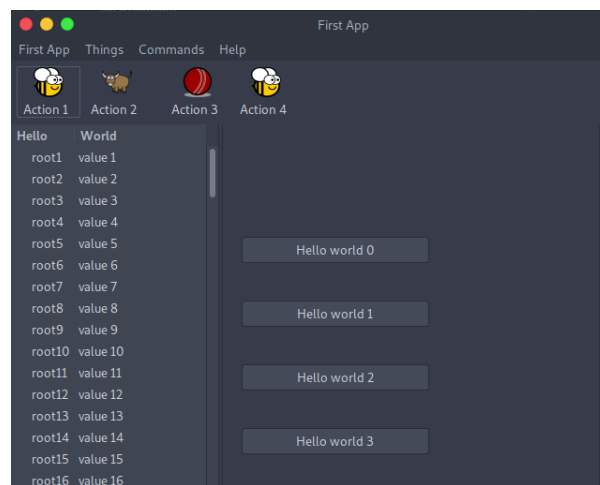 First App
First App Things Commands Help
Action 1 Action 2 Action 3 Action 4
Hello World
root1 value 1
root2 value 2
root3 value 3
root4 value 4
root5 value 5
root6 value 6
root7 value 7
root8 value 8
root9 value 9
root10 value 10
root11 value 11
root12 value 12
root13 value 13
root14 value 14
root15 value 15
root16 value 16
Hello world 0
Hello world 1
Hello world 2
Hello world 3